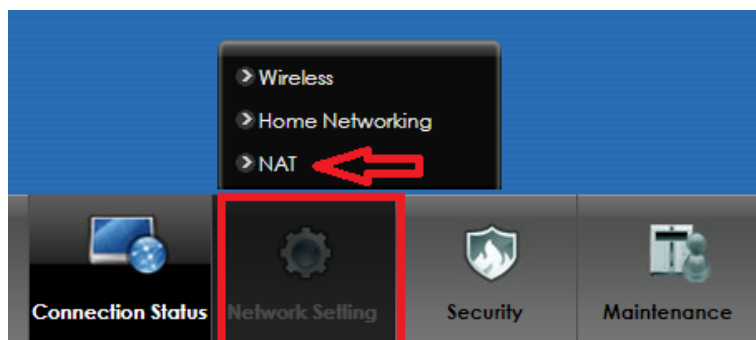 Wireless
Home Networking
NAT
Connection Status
Network Setting
Security
Maintenance